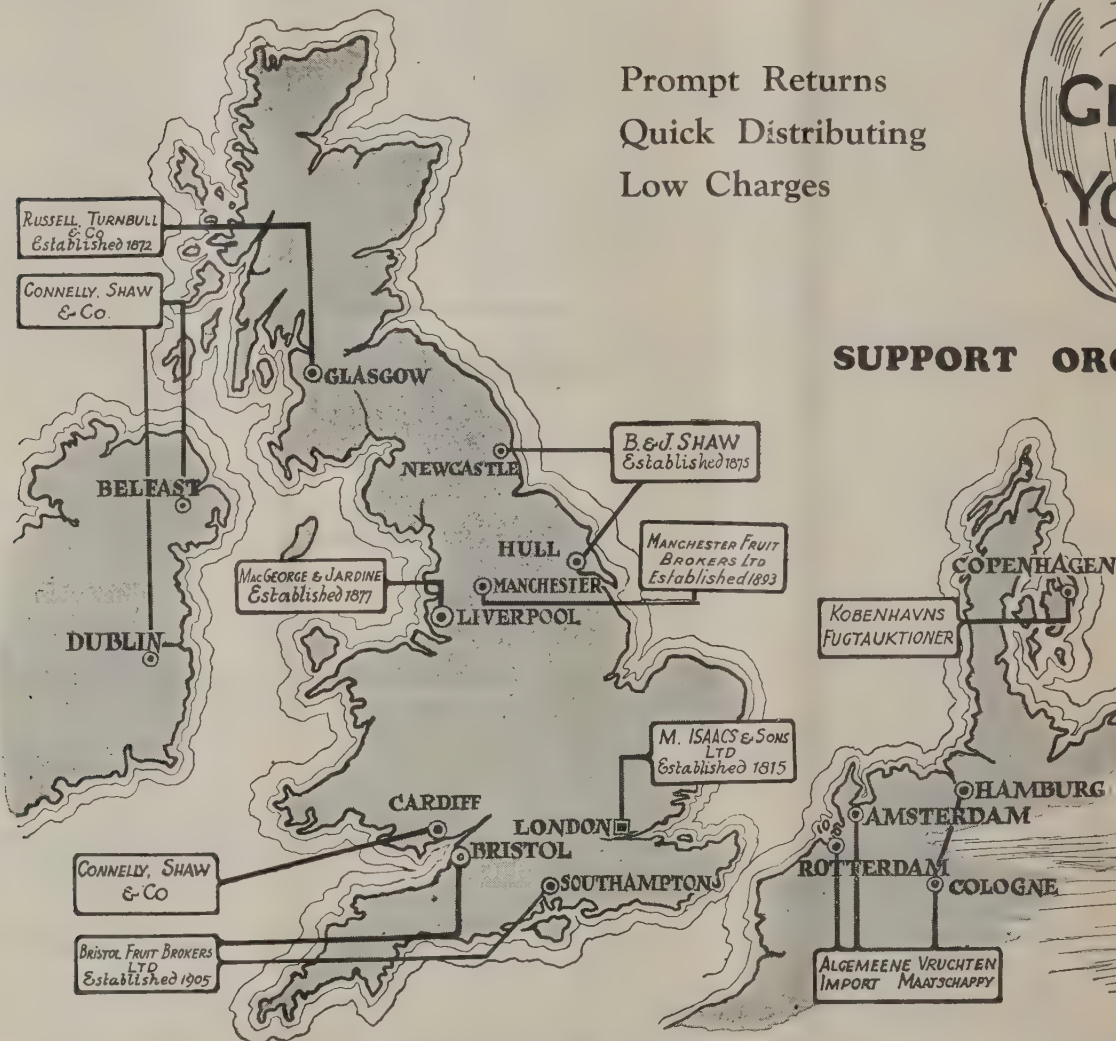 Prompt Returns
Quick Distributing
Low Charges
SUPPORT
RUSSELL, TURNBULL
& Co
Established 1872
CONNELLY, SHAW
& Co.
GLASGOW
B. & J. SHAW
Established 1875
NEWCASTLE
BELFAST
HULL
MANCHESTER FRUIT
BROKERS LTD
Established 1893
MACGEORGE & JARDINE
Established 1877
MANCHESTER
LIVERPOOL
DUBLIN
COPENHAGEN
KOBENHAVNS
FUGTAUKTIONER
M. ISAACS & SONS
LTD
Established 1815
CARDIFF
LONDON
BRISTOL
SOUTHAMPTON
HAMBURG
AMSTERDAM
ROTTERDAM
COLOGNE
CONNELLY, SHAW
& Co
BRISTOL FRUIT BROKERS
LTD
Established 1905
ALGEMEENE VRUCHTEN
IMPORT MAATSCHAPPY